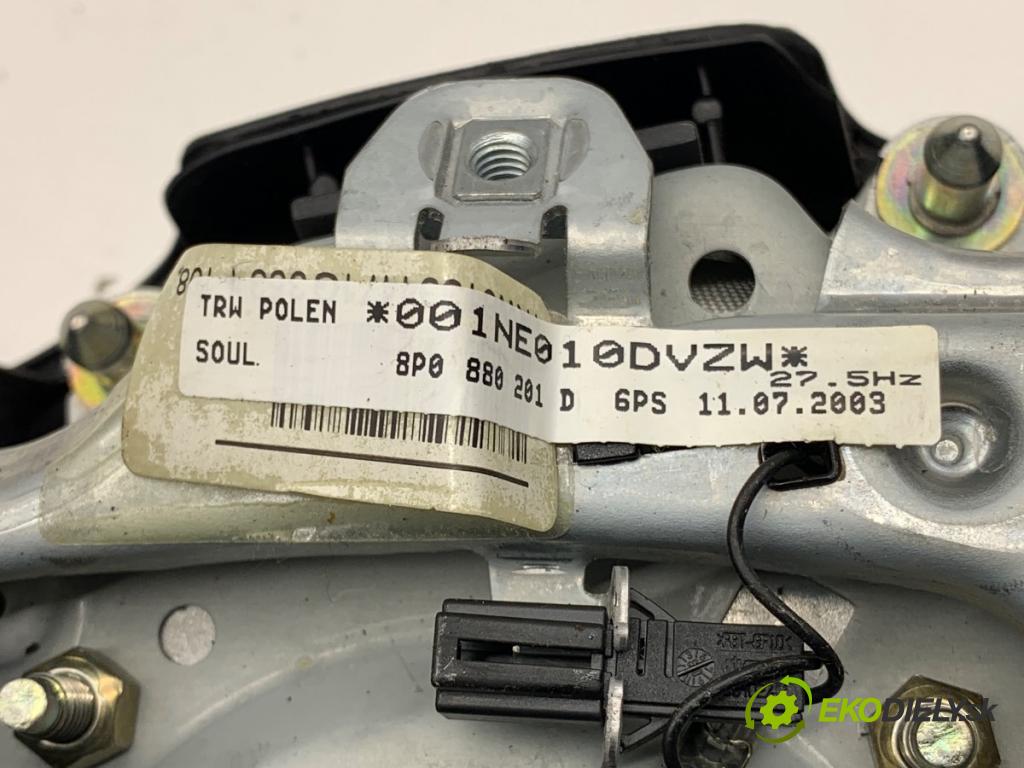 TRW POLEN *001NE010DVZW*
27.5Hz
SOUL. 8P0 880 201 D 6PS 11.07.2003
EKODIELY.sk